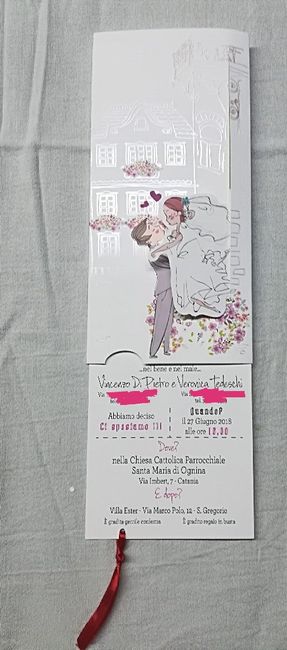 ...nel bene e nel male...
Vincenzo Di Pietro e Veronica Tedeschi
Via Via
tel.
Abbiamo deciso Quando?
Ci sposiamo !!! il 27 Giugno 2018
alle ore
Dove?
nella Chiesa Cattolica Parrocchiale
Santa Maria di Ognina
Via Imbert, 7 - Catania
E dopo?
Villa Ester - Via Marco Polo, 12 - S. Gregorio
È gradita gentile conferma È gradito regalo in busta